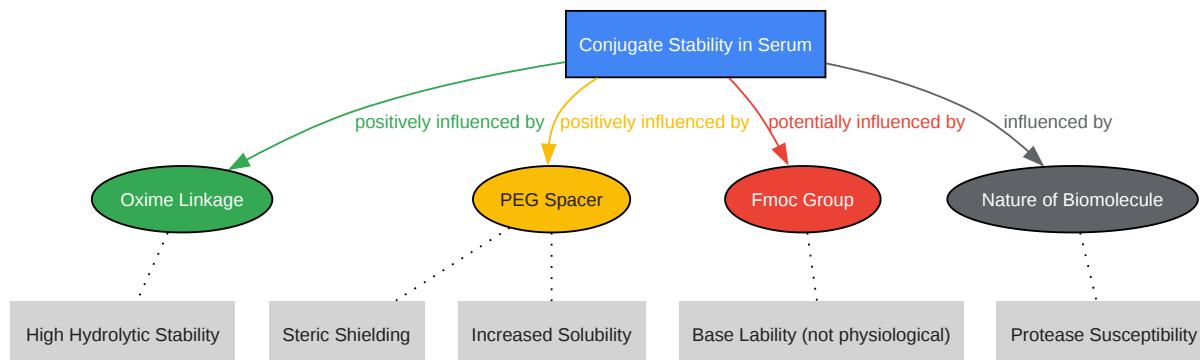 Conjugate Stability in Serum
positively influenced by
positively influenced by
potentially influenced by
influenced by
Oxime Linkage
PEG Spacer
Fmoc Group
Nature of Biomolecule
High Hydrolytic Stability
Steric Shielding
Increased Solubility
Base Lability (not physiological)
Protease Susceptibility